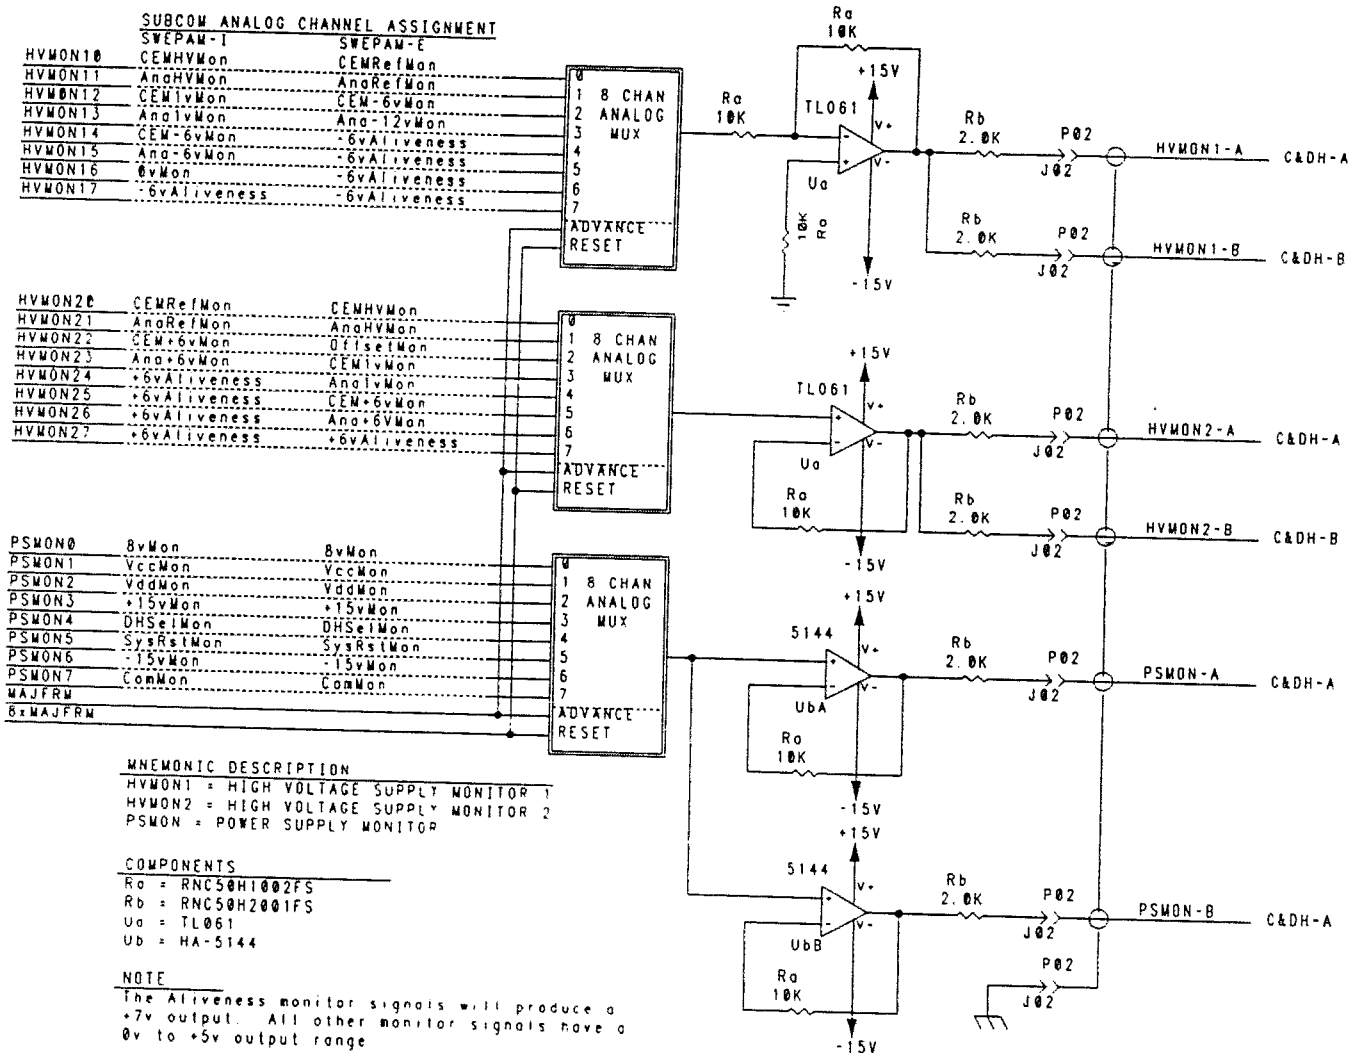 SUBCOM ANALOG CHANNEL ASSIGNMENT
SWEPAM-I SWEPAM-E
HVMON10 CEMHVMon CEMRefMon
HVMON11 AnaHVMon AnaRefMon
HVMON12 CEM1vMon CEM-6vMon
HVMON13 Ana1vMon Ana-12vMon
HVMON14 CEM-6vMon -6vAliveness
HVMON15 Ana-6vMon -6vAliveness
HVMON16 0vMon -6vAliveness
HVMON17 -6vAliveness -6vAliveness
0
1
2
3
4
5
6
7
8 CHAN
ANALOG
MUX
ADVANCE
RESET
Ra
10K
Ra
10K
TL061
+15V
V+
V-
Ua
10K
Ra
-15V
Rb
2.0K
P02
J02
HVMON1-A
C&DH-A
Rb
2.0K
P02
J02
HVMON1-B
C&DH-B
HVMON20 CEMRefMon CEMHVMon
HVMON21 AnaRefMon AnaHVMon
HVMON22 CEM+6vMon OffsetMon
HVMON23 Ana+6vMon CEM1vMon
HVMON24 +6vAliveness Ana1vMon
HVMON25 +6vAliveness CEM+6vMon
HVMON26 +6vAliveness Ana+6VMon
HVMON27 +6vAliveness +6vAliveness
0
1
2
3
4
5
6
7
8 CHAN
ANALOG
MUX
ADVANCE
RESET
+15V
TL061
V+
V-
Ua
Ra
10K
-15V
Rb
2.0K
P02
J02
HVMON2-A
C&DH-A
Rb
2.0K
P02
J02
HVMON2-B
C&DH-B
PSMON0 8vMon 8vMon
PSMON1 VccMon VccMon
PSMON2 VddMon VddMon
PSMON3 +15vMon +15vMon
PSMON4 DHSelMon DHSelMon
PSMON5 SysRstMon SysRstMon
PSMON6 -15vMon -15vMon
PSMON7 ComMon ComMon
MAJFRM
8xMAJFRM
0
1
2
3
4
5
6
7
8 CHAN
ANALOG
MUX
ADVANCE
RESET
+15V
5144
V+
V-
UbA
Ra
10K
-15V
Rb
2.0K
P02
J02
PSMON-A
C&DH-A
+15V
5144
V+
V-
UbB
Ra
10K
-15V
Rb
2.0K
P02
J02
PSMON-B
C&DH-A
P02
J02
MNEMONIC DESCRIPTION
HVMON1 = HIGH VOLTAGE SUPPLY MONITOR 1
HVMON2 = HIGH VOLTAGE SUPPLY MONITOR 2
PSMON = POWER SUPPLY MONITOR
COMPONENTS
Ra = RNC50H1002FS
Rb = RNC50H2001FS
Ua = TL061
Ub = HA-5144
NOTE
The Aliveness monitor signals will produce a
+7v output. All other monitor signals have a
0v to +5v output range